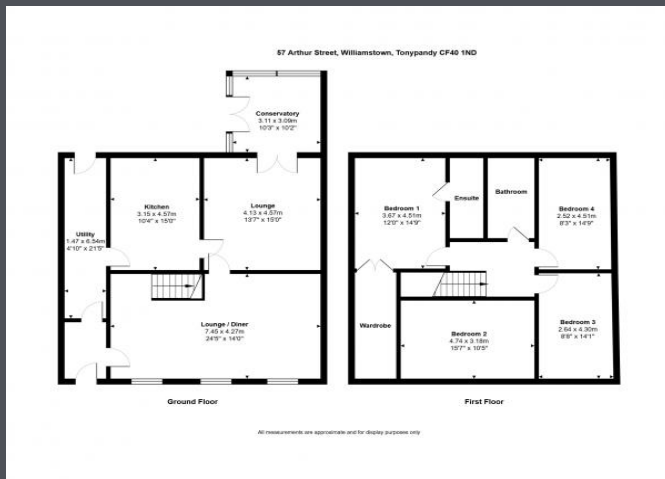 57 Arthur Street, Williamstown, Tonypandy CF40 1ND
Conservatory
3.11 x 3.09m
10'3" x 10'2"
Kitchen
3.15 x 4.57m
10'4" x 15'0"
Lounge
4.13 x 4.57m
13'7" x 15'0"
Utility
1.47 x 6.54m
4'10" x 21'5"
Lounge / Diner
7.45 x 4.27m
24'5" x 14'0"
Ground Floor
Bedroom 1
3.67 x 4.51m
12'0" x 14'9"
Ensuite
Bathroom
Bedroom 4
2.52 x 4.51m
8'3" x 14'9"
Wardrobe
Bedroom 2
4.74 x 3.18m
15'7" x 10'5"
Bedroom 3
2.64 x 4.30m
8'8" x 14'1"
First Floor
All measurements are approximate and for display purposes only